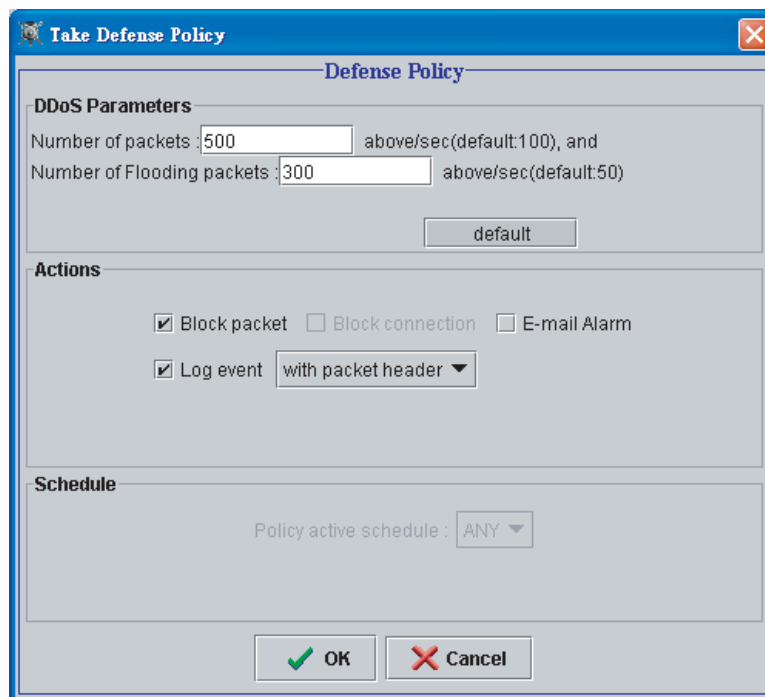 Take Defense Policy
Defense Policy
DDoS Parameters
Number of packets : 500 above/sec(default:100), and
Number of Flooding packets : 300 above/sec(default:50)
default
Actions
Block packet Block connection E-mail Alarm
Log event with packet header
Schedule
Policy active schedule : ANY
OK Cancel